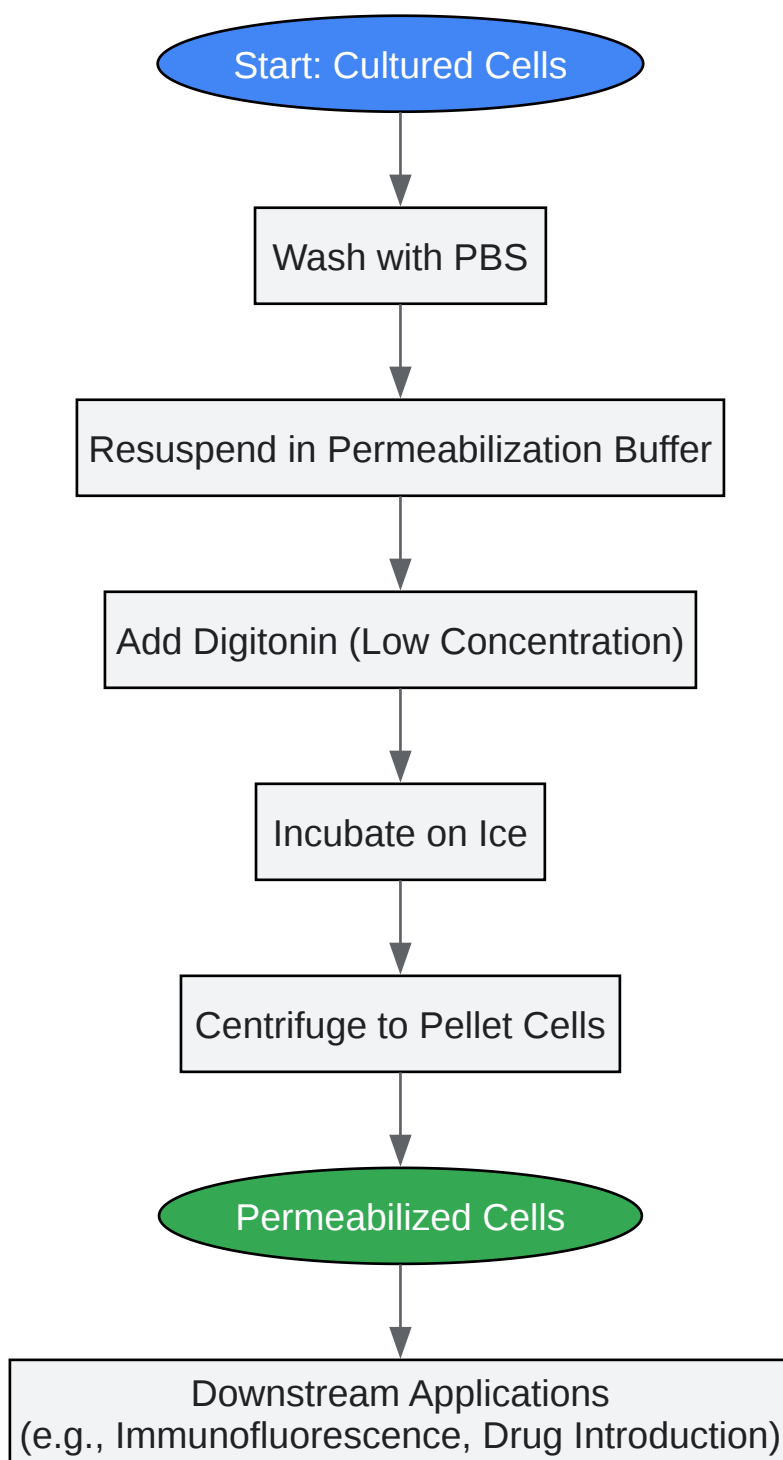 Start: Cultured Cells
Wash with PBS
Resuspend in Permeabilization Buffer
Add Digitonin (Low Concentration)
Incubate on Ice
Centrifuge to Pellet Cells
Permeabilized Cells
Downstream Applications
(e.g., Immunofluorescence, Drug Introduction)